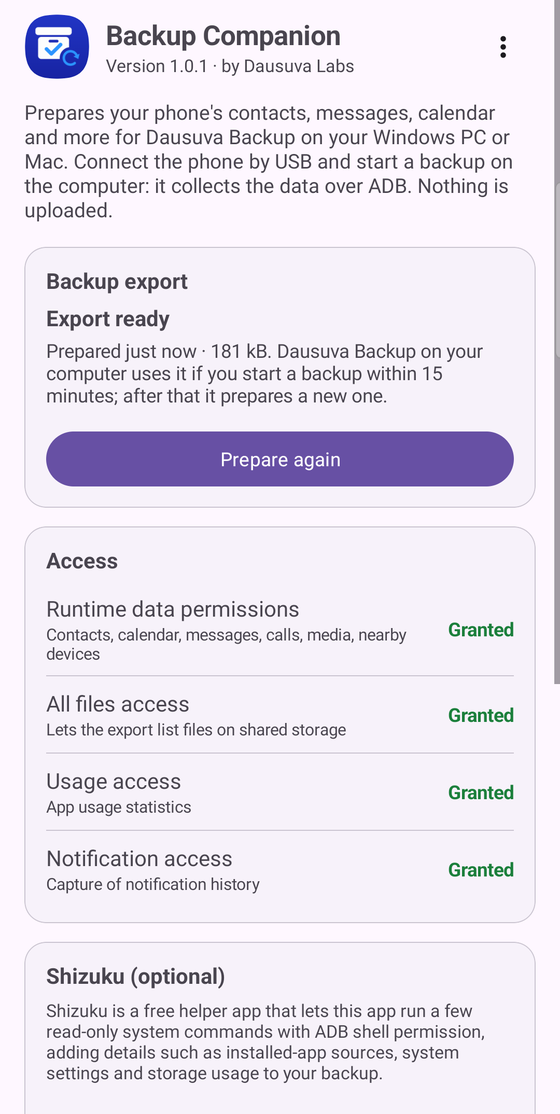 Backup Companion
Version 1.0.1 · by Dausuva Labs
Prepares your phone's contacts, messages, calendar
and more for Dausuva Backup on your Windows PC or
Mac. Connect the phone by USB and start a backup on
the computer: it collects the data over ADB. Nothing is
uploaded.
Backup export
Export ready
Prepared just now · 181 kB. Dausuva Backup on your
computer uses it if you start a backup within 15
minutes; after that it prepares a new one.
Prepare again
Access
Runtime data permissions
Contacts, calendar, messages, calls, media, nearby
devices
Granted
All files access
Lets the export list files on shared storage
Granted
Usage access
App usage statistics
Granted
Notification access
Capture of notification history
Granted
Shizuku (optional)
Shizuku is a free helper app that lets this app run a few
read-only system commands with ADB shell permission,
adding details such as installed-app sources, system
settings and storage usage to your backup.